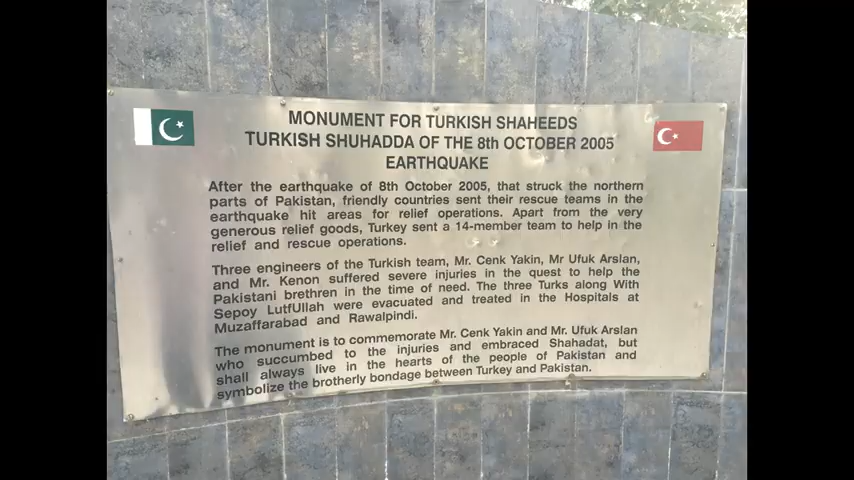 MONUMENT FOR TURKISH SHAHEEDS
TURKISH SHUHADDA OF THE 8th OCTOBER 2005
EARTHQUAKE
After the earthquake of 8th October 2005, that struck the northern
parts of Pakistan, friendly countries sent their rescue teams in the
earthquake hit areas for relief operations. Apart from the very
generous relief goods, Turkey sent a 14-member team to help in the
relief and rescue operations.
Three engineers of the Turkish team, Mr. Cenk Yakin, Mr Ufuk Arslan,
and Mr. Kenon suffered severe injuries in the quest to help the
Pakistani brethren in the time of need. The three Turks along With
Sepoy LutfUllah were evacuated and treated in the Hospitals at
Muzaffarabad and Rawalpindi.
The monument is to commemorate Mr. Cenk Yakin and Mr. Ufuk Arslan
who succumbed to the injuries and embraced Shahadat, but
shall always live in the hearts of the people of Pakistan and
symbolize the brotherly bondage between Turkey and Pakistan.